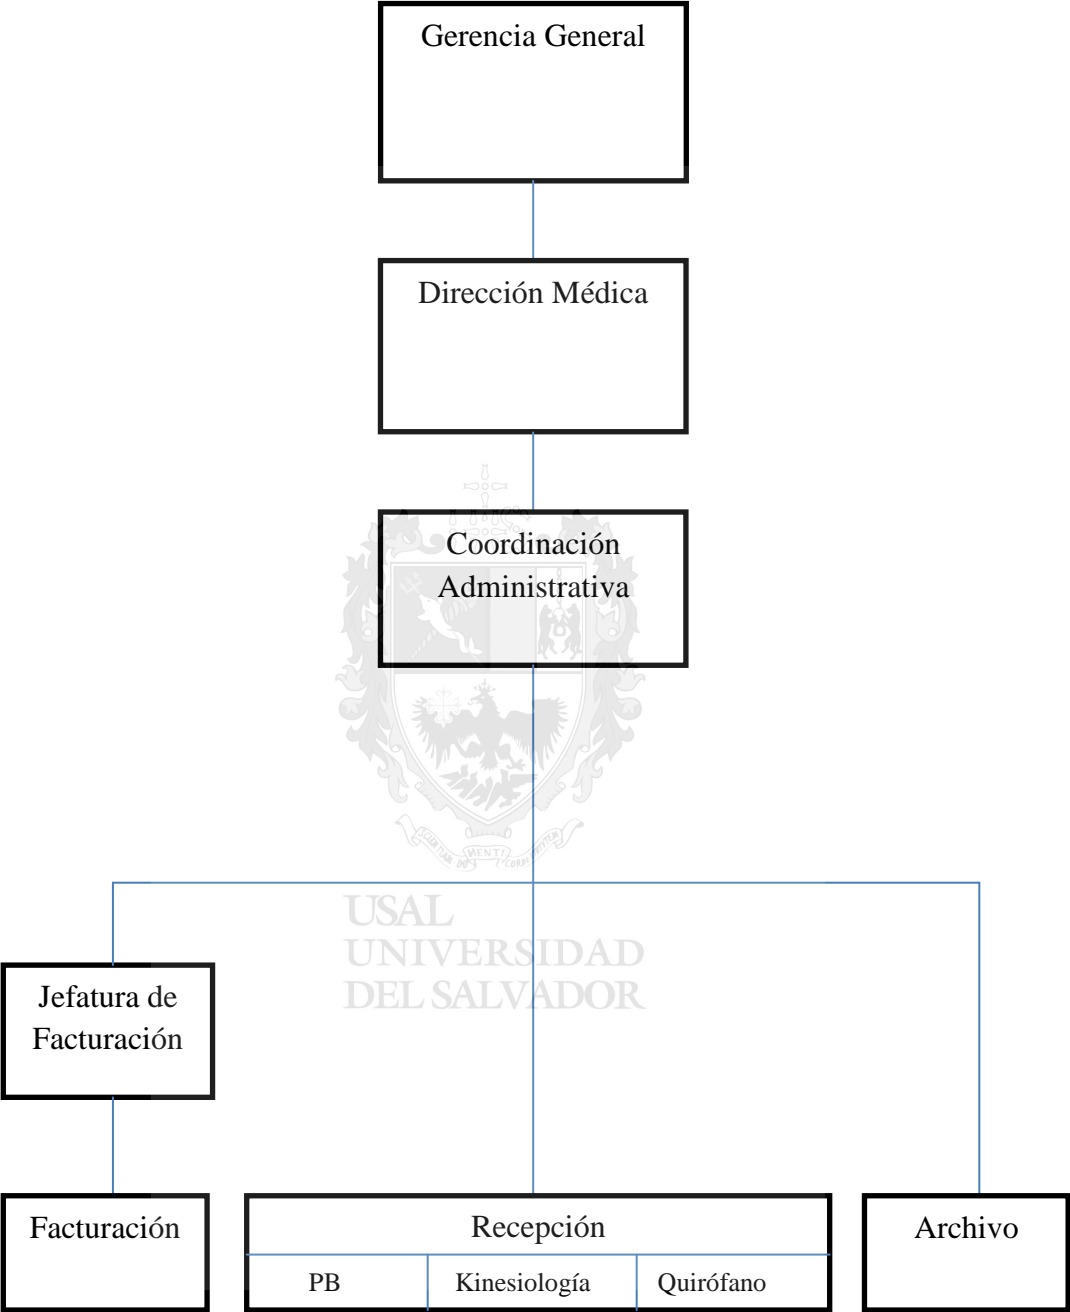 Gerencia General
Dirección Médica
Coordinación
Administrativa
USAL
UNIVERSIDAD
DEL SALVADOR
Jefatura de
Facturación
Facturación
Recepción
Archivo
PB
Kinesiología
Quirófano